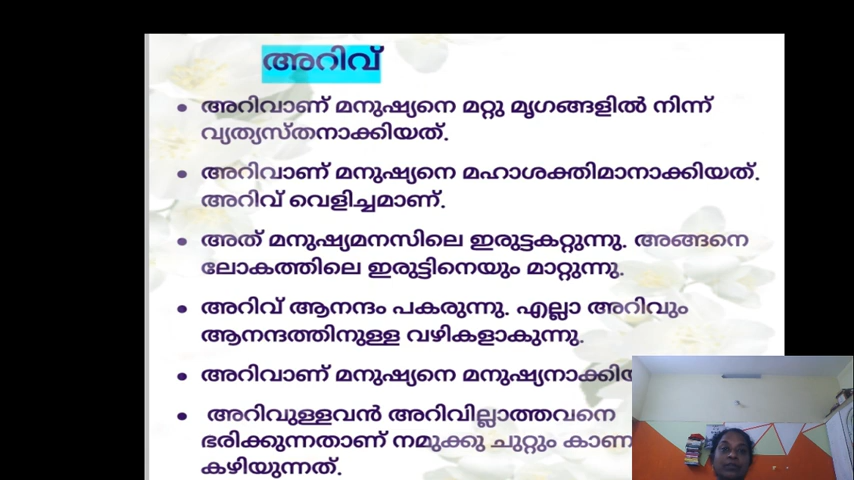 അറിവ്
• അറിവാണ് മനുഷ്യനെ മറ്റു മൃഗങ്ങളിൽ നിന്ന്
വ്യത്യസ്തനാക്കിയത്.
• അറിവാണ് മനുഷ്യനെ മഹാശക്തിമാനാക്കിയത്.
അറിവ് വെളിച്ചമാണ്.
• അത് മനുഷ്യമനസിലെ ഇരുട്ടകറ്റുന്നു. അങ്ങനെ
ലോകത്തിലെ ഇരുട്ടിനെയും മാറ്റുന്നു.
• അറിവ് ആനന്ദം പകരുന്നു. എല്ലാ അറിവും
ആനന്ദത്തിനുള്ള വഴികളാകുന്നു.
• അറിവാണ് മനുഷ്യനെ
• അറിവുള്ളവൻ അറിവില്ലാത്തവനെ
ഭരിക്കുന്നതാണ് നമുക്കു ചുറ്റും
കഴിയുന്നത്.